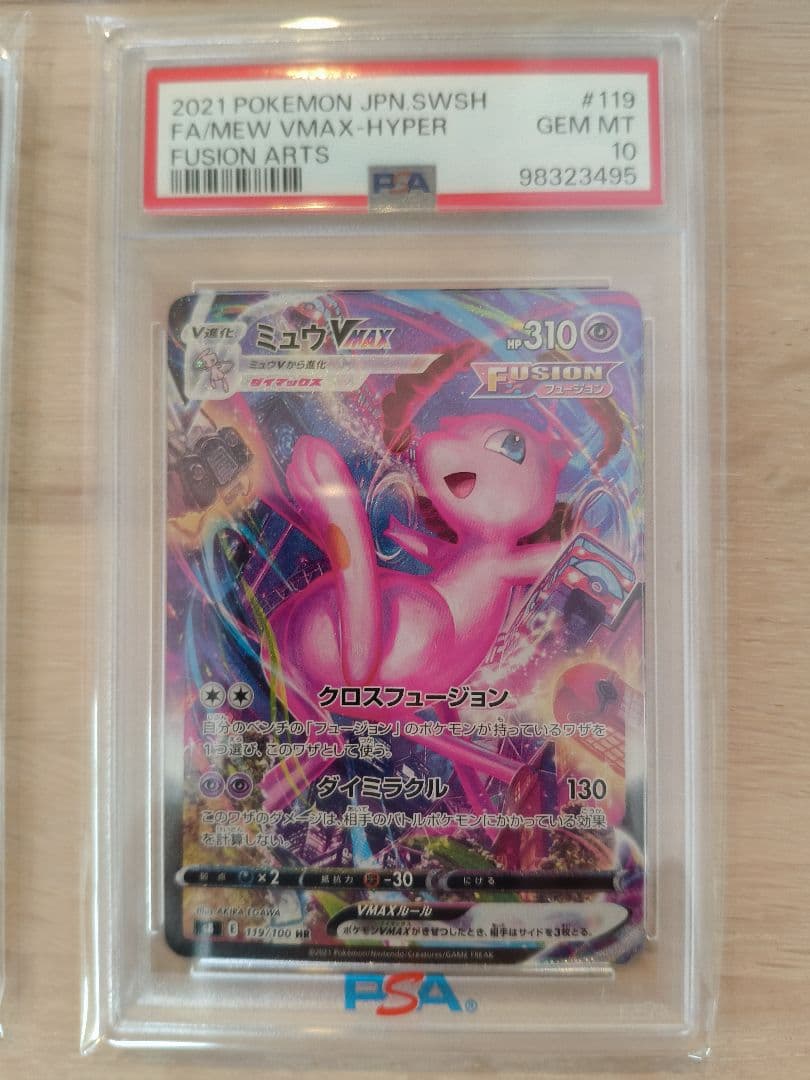 2021 POKEMON JPN.SWSH #119
FA/MEW VMAX-HYPER GEM MT
FUSION ARTS 10
PSA 98323495
V進化 ミュウVMAX HP310
ミュウVから進化
ダイマックス
FUSION
フュージョン
クロスフュージョン
自分のベンチの「フュージョン」のポケモンが持っているワザを
1つ選び、このワザとして使う。
ダイミラクル 130
このワザのダメージは、相手のバトルポケモンにかかっている効果
を計算しない。
弱点 ×2 抵抗力 -30 にげる
illus. AKIRA EGAWA
VMAXルール
ポケモンVMAXがきぜつしたとき、相手はサイドを3枚とる。
E 119/100 HR
©2021 Pokémon/Nintendo/Creatures/GAME FREAK
PSA®